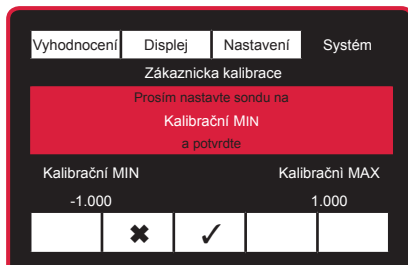 Vyhodnocení Displej Nastavení Systém
Zákaznicka kalibrace
Prosím nastavte sondu na
Kalibrační MIN
a potvrdte
Kalibrační MIN Kalibračnì MAX
-1.000 1.000